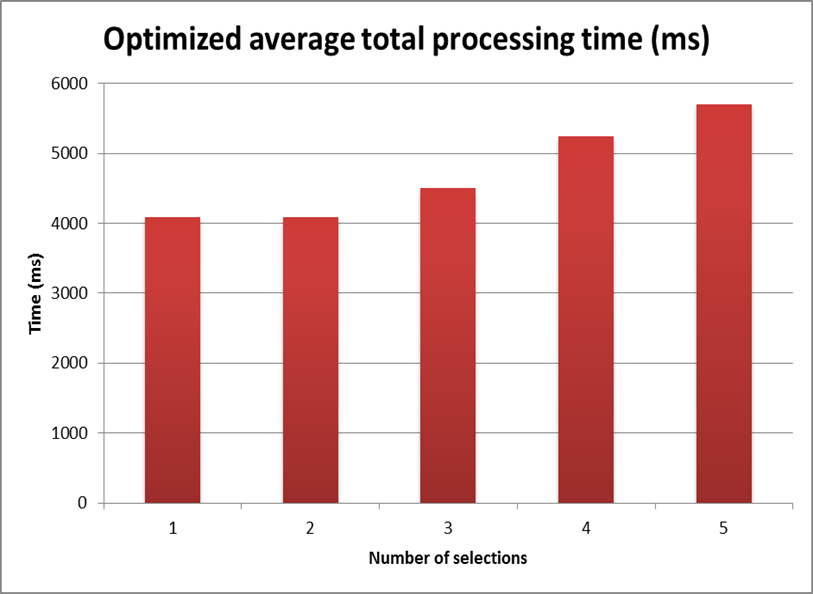 Optimized average total processing time (ms)
6000
5000
4000
3000
2000
1000
0
Time (ms)
1 2 3 4 5
Number of selections